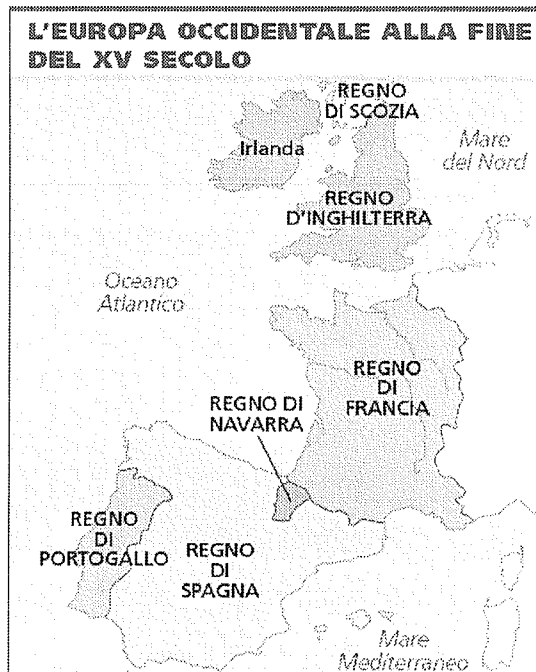 L'EUROPA OCCIDENTALE ALLA FINE
DEL XV SECOLO
REGNO
DI SCOZIA
Irlanda
Mare
del Nord
REGNO
D'INGHILTERRA
Oceano
Atlantico
REGNO
DI
FRANCIA
REGNO DI
NAVARRA
REGNO
DI
PORTOGALLO
REGNO
DI
SPAGNA
Mare
Mediterraneo